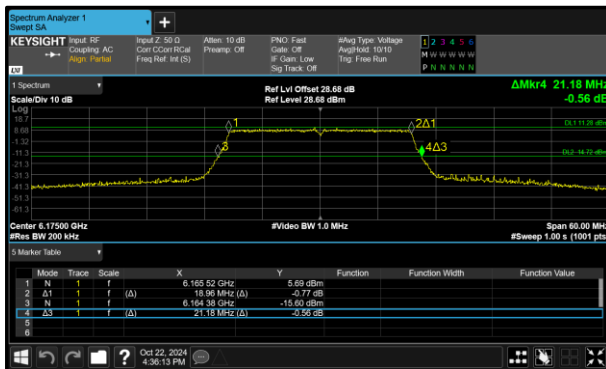 Spectrum Analyzer 1
Swept SA
KEYSIGHT
Input: RF
Coupling: AC
Align: Partial
Input Z: 50 Ω
Corr CCorr RCal
Freq Ref: Int (S)
Atten: 10 dB
Preamp: Off
PNO: Fast
Gate: Off
IF Gain: Low
Sig Track: Off
#Avg Type: Voltage
Avg|Hold: 10/10
Trig: Free Run
1 2 3 4 5 6
M W W W W W
P N N N N N
LXI
1 Spectrum
Scale/Div 10 dB
Log
Ref Lvl Offset 28.68 dB
Ref Level 28.68 dBm
ΔMkr4 21.18 MHz
-0.56 dB
18.7
8.68
-1.32
-11.3
-21.3
-31.3
-41.3
-51.3
-61.3
1
2Δ1
3
4Δ3
DL1 11.28 dBm
DL2 -14.72 dBm
Center 6.17500 GHz
#Res BW 200 kHz
#Video BW 1.0 MHz
Span 60.00 MHz
#Sweep 1.00 s (1001 pts)
5 Marker Table
Mode Trace Scale X Y Function Function Width Function Value
1 N 1 f 6.165 52 GHz 5.69 dBm
2 Δ1 1 f (Δ) 18.96 MHz (Δ) -0.77 dB
3 N 1 f 6.164 38 GHz -15.60 dBm
4 Δ3 1 f (Δ) 21.18 MHz (Δ) -0.56 dB
5
6
?
Oct 22, 2024
4:36:13 PM